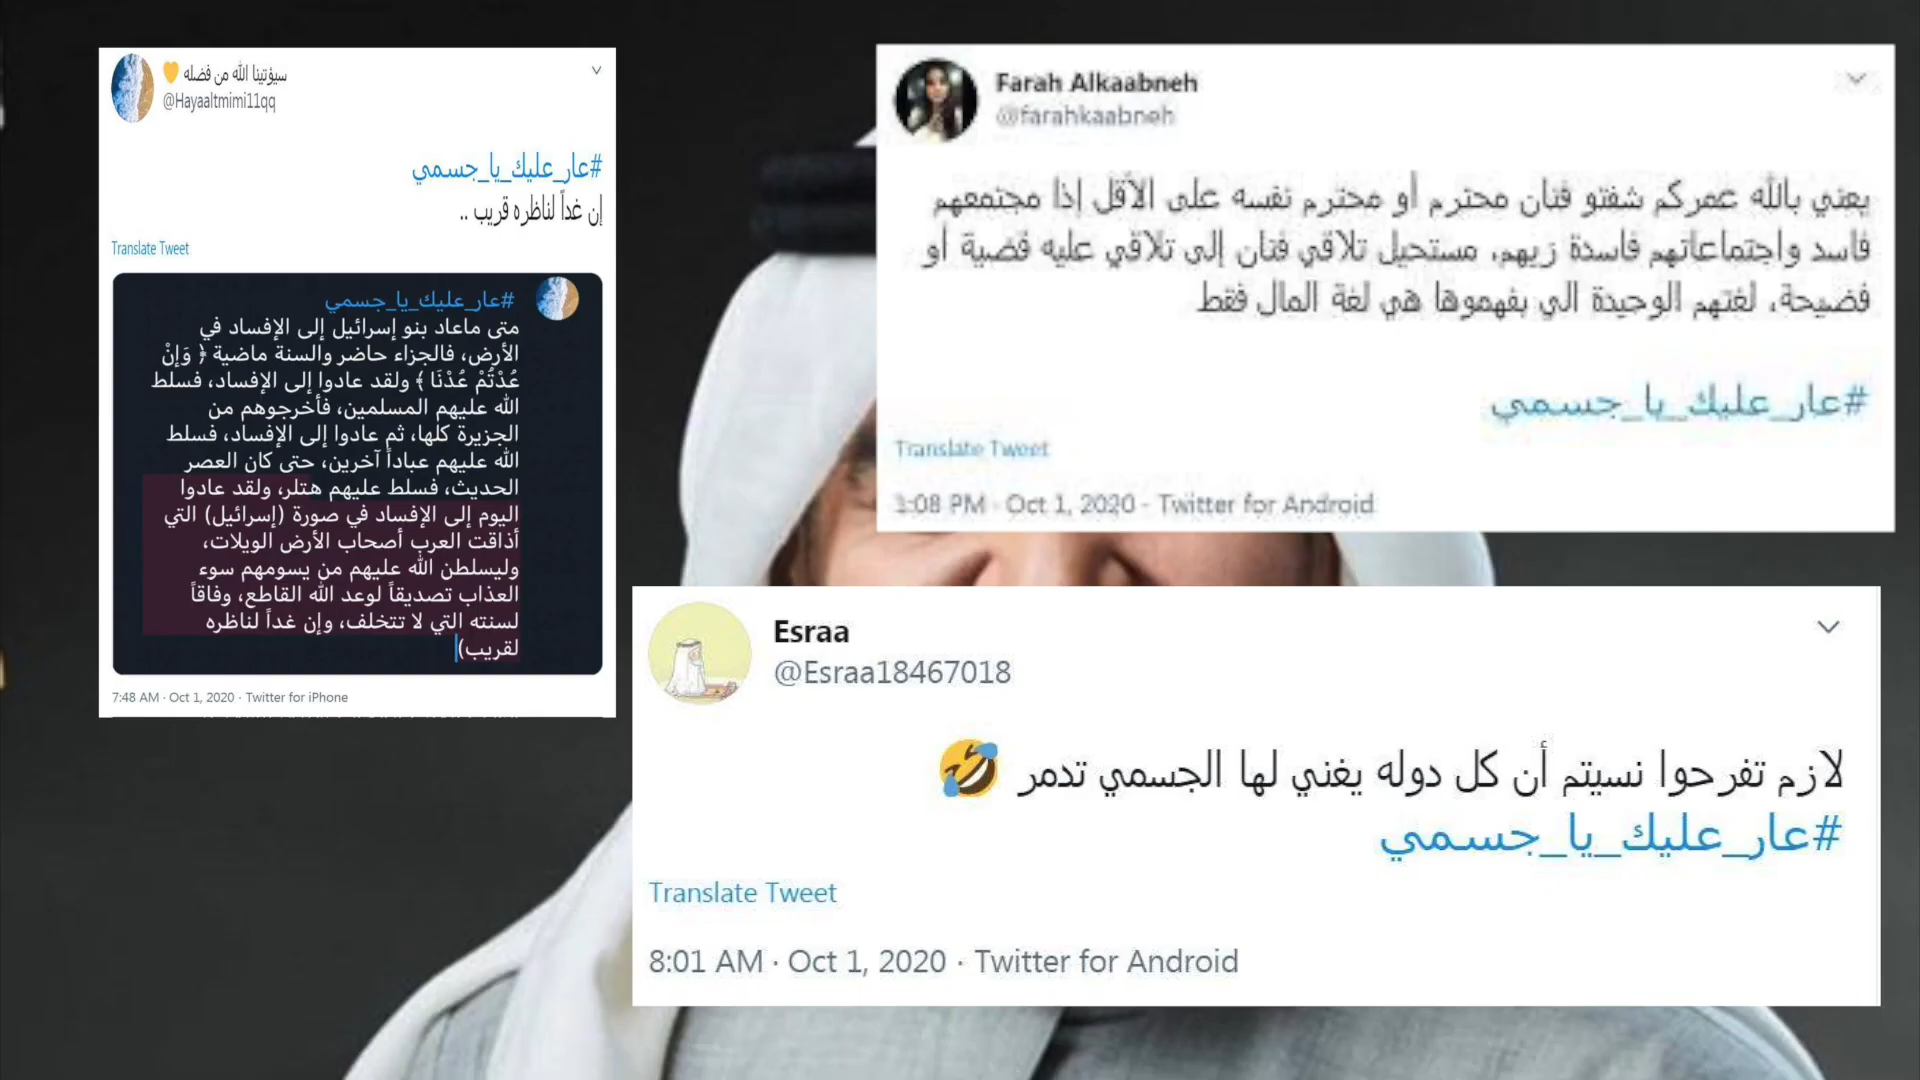 سيؤتينا الله من فضله 💛
@Hayaaltmimi11qq
#عار_عليك_يا_جسمي
إن غداً لناظره قريب ..
Translate Tweet
#عار_عليك_يا_جسمي
متى ماعاد بنو إسرائيل إلى الإفساد في
الأرض، فالجزاء حاضر والسنة ماضية ﴿ وَإِنْ
عُدْتُمْ عُدْنَا ﴾ ولقد عادوا إلى الإفساد، فسلط
الله عليهم المسلمين، فأخرجوهم من
الجزيرة كلها، ثم عادوا إلى الإفساد، فسلط
الله عليهم عباداً آخرين، حتى كان العصر
الحديث، فسلط عليهم هتلر، ولقد عادوا
اليوم إلى الإفساد في صورة (إسرائيل) التي
أذاقت العرب أصحاب الأرض الويلات،
وليسلطن الله عليهم من يسومهم سوء
العذاب تصديقاً لوعد الله القاطع، وفاقاً
لسنته التي لا تتخلف، وإن غداً لناظره
لقريب)
7:48 AM · Oct 1, 2020 · Twitter for iPhone
Farah Alkaabneh
@farahkaabneh
يعني بالله عمركم شفتو فنان محترم أو محترم نفسه على الأقل إذا مجتمعهم
فاسد واجتماعاتهم فاسدة زيهم، مستحيل تلاقي فنان إلى تلاقي عليه قضية أو
فضيحة، لغتهم الوحيدة الي بفهموها هي لغة المال فقط
#عار_عليك_يا_جسمي
Translate Tweet
1:08 PM · Oct 1, 2020 · Twitter for Android
Esraa
@Esraa18467018
لازم تفرحوا نسيتم أن كل دوله يغني لها الجسمي تدمر 🤣
#عار_عليك_يا_جسمي
Translate Tweet
8:01 AM · Oct 1, 2020 · Twitter for Android